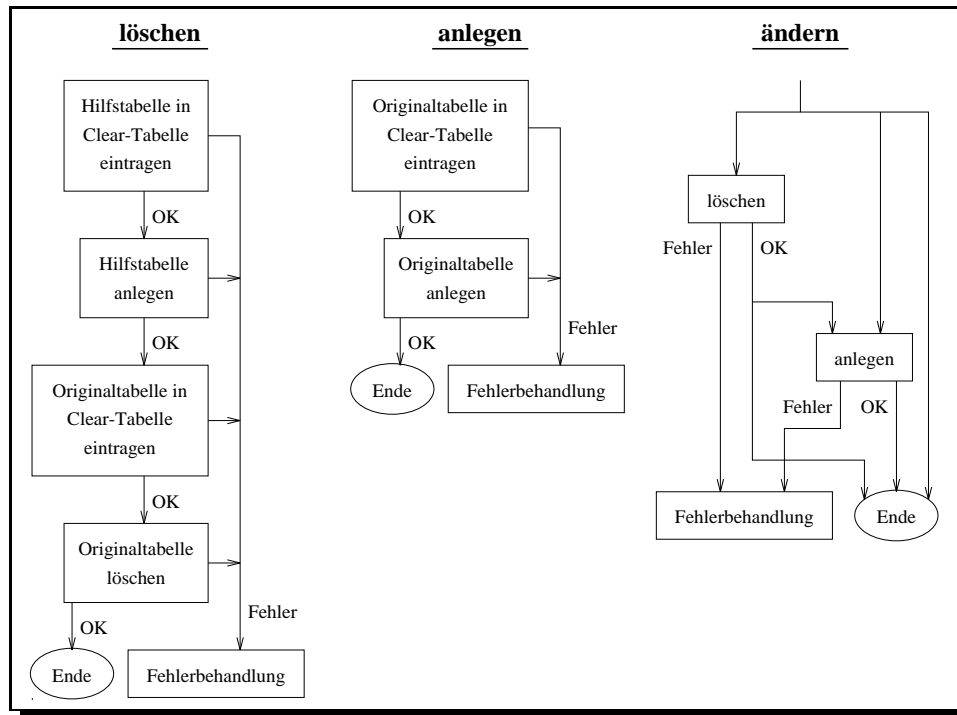 löschen
Hilfstabelle in
Clear-Tabelle
eintragen
OK
Hilfstabelle
anlegen
OK
Originaltabelle in
Clear-Tabelle
eintragen
OK
Originaltabelle
löschen
OK
Fehler
Ende
Fehlerbehandlung
anlegen
Originaltabelle in
Clear-Tabelle
eintragen
OK
Originaltabelle
anlegen
OK
Fehler
Ende
Fehlerbehandlung
ändern
löschen
Fehler
OK
anlegen
Fehler
OK
Fehlerbehandlung
Ende